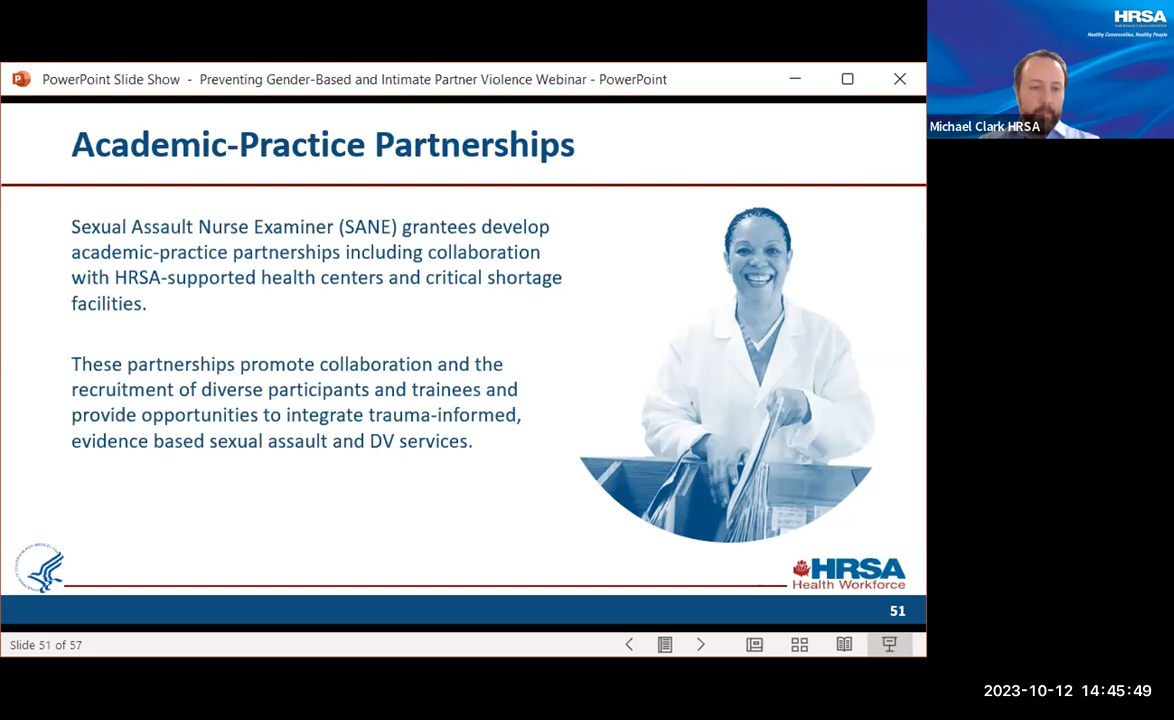 PowerPoint Slide Show - Preventing Gender-Based and Intimate Partner Violence Webinar - PowerPoint
HRSA
Healthy Communities, Healthy People
Michael Clark HRSA
Academic-Practice Partnerships
Sexual Assault Nurse Examiner (SANE) grantees develop
academic-practice partnerships including collaboration
with HRSA-supported health centers and critical shortage
facilities.
These partnerships promote collaboration and the
recruitment of diverse participants and trainees and
provide opportunities to integrate trauma-informed,
evidence based sexual assault and DV services.
HRSA
Health Workforce
51
Slide 51 of 57
2023-10-12 14:45:49